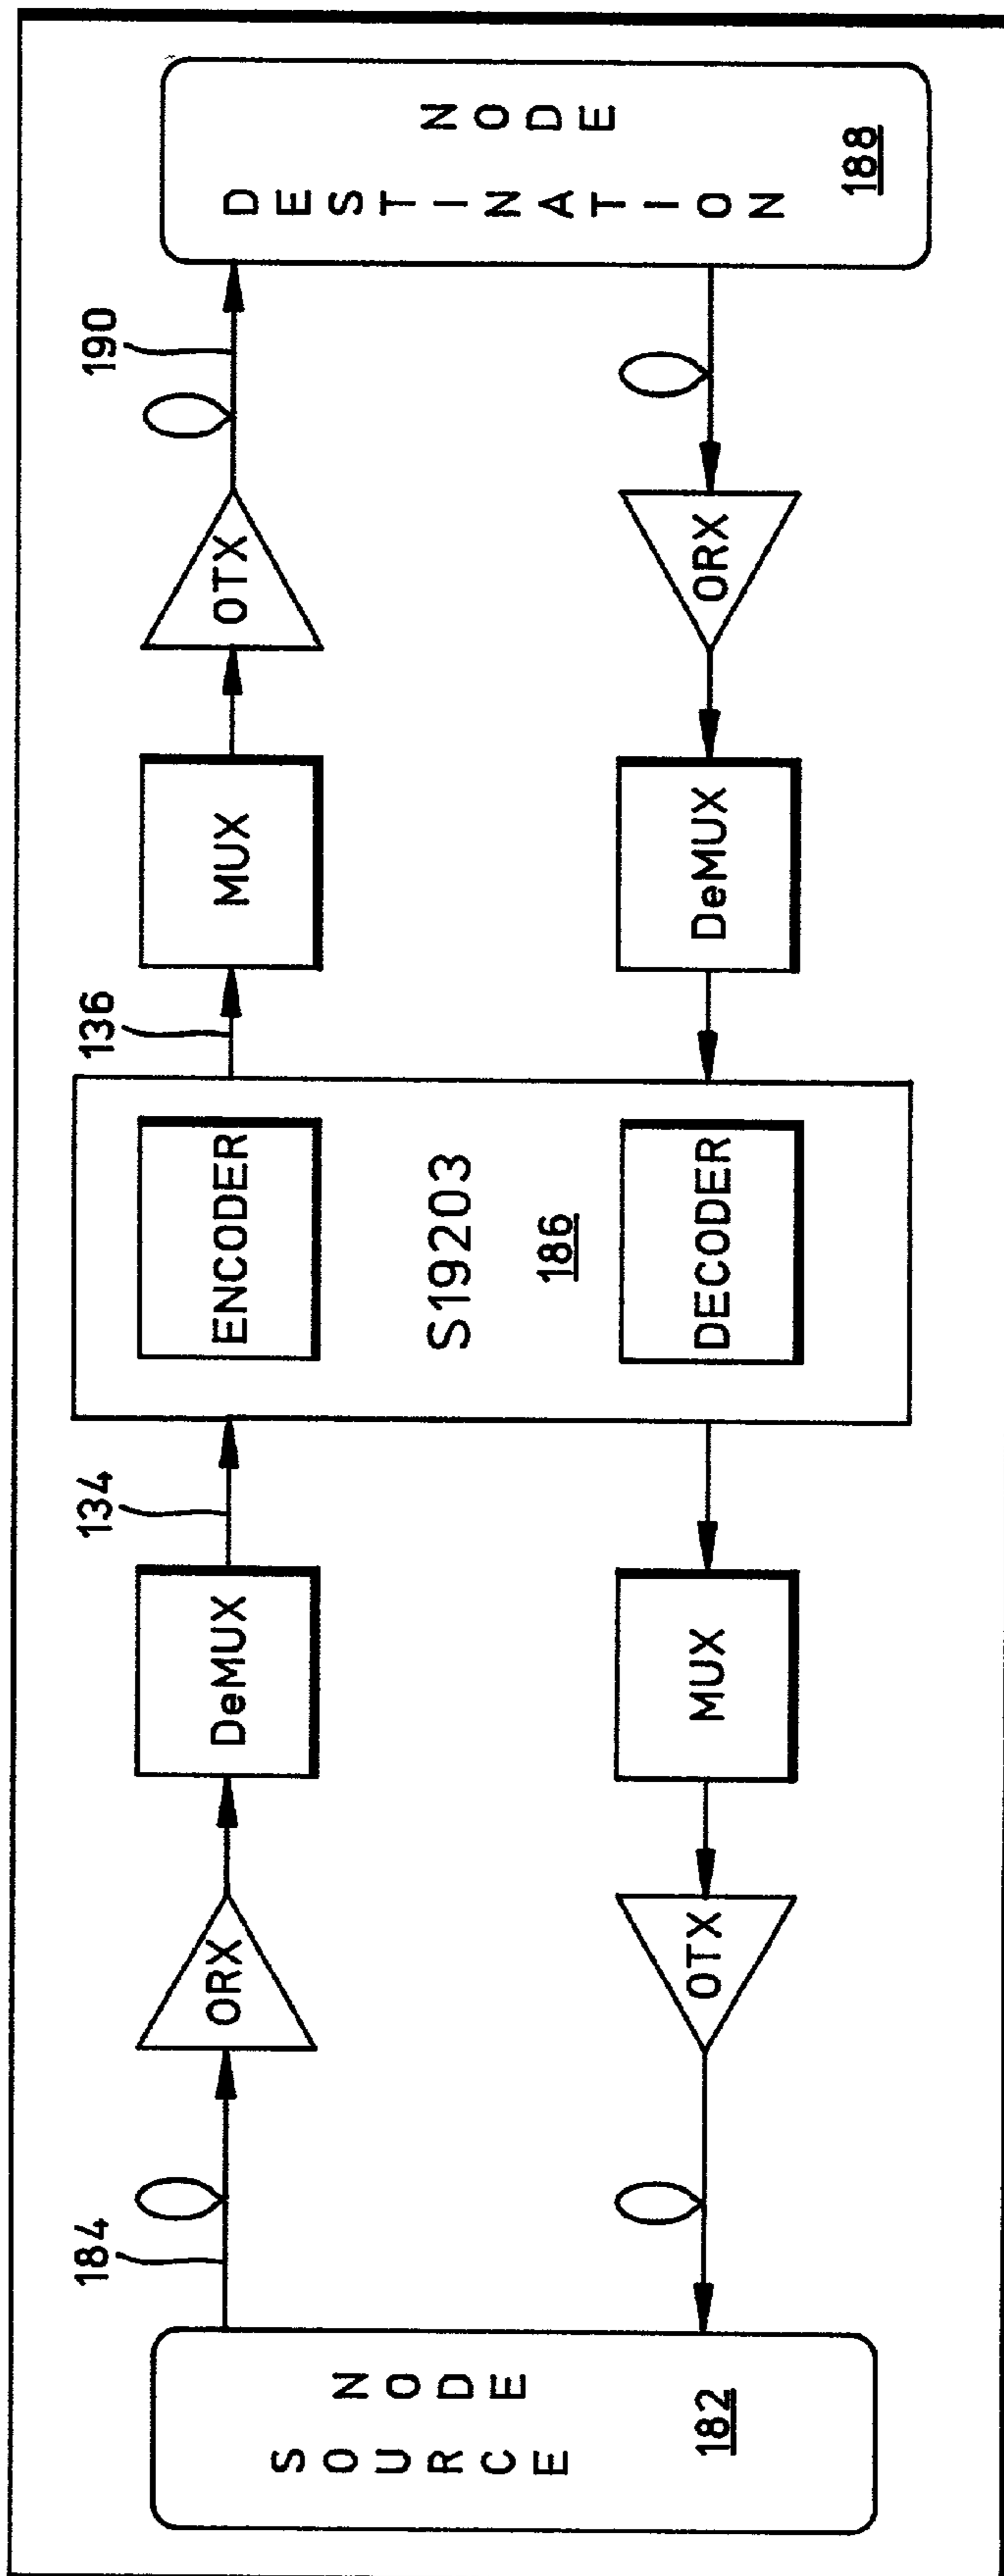 SOURCE
NODE
182
184
ORX
DeMUX
134
ENCODER
S19203
186
DECODER
136
MUX
OTX
190
DESTINATION
NODE
188
OTX
MUX
DeMUX
ORX